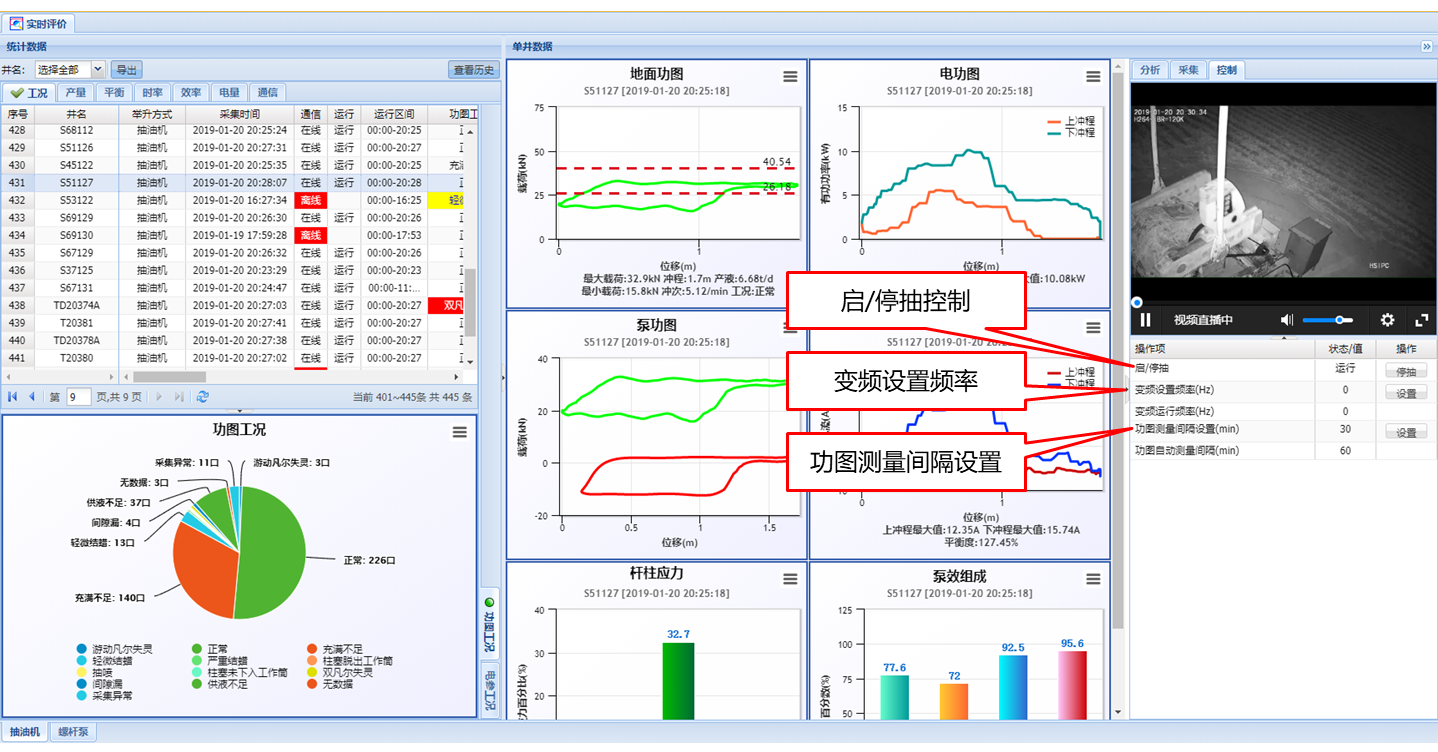 实时评价
统计数据
井名: 选择全部 导出 查看历史
工况 产量 平衡 时率 效率 电量 通信
序号 井名 举升方式 采集时间 通信 运行 运行区间 功图工
428 S68112 抽油机 2019-01-20 20:25:24 在线 运行 00:00-20:25
429 S51126 抽油机 2019-01-20 20:27:31 在线 运行 00:00-20:27
430 S45122 抽油机 2019-01-20 20:25:35 在线 运行 00:00-20:25
431 S51127 抽油机 2019-01-20 20:28:07 在线 运行 00:00-20:28
432 S53122 抽油机 2019-01-20 16:27:34 离线 00:00-16:25 轻
433 S69129 抽油机 2019-01-20 20:26:30 在线 运行 00:00-20:26
434 S69130 抽油机 2019-01-19 17:59:28 离线 00:00-17:53
435 S67129 抽油机 2019-01-20 20:26:32 在线 运行 00:00-20:26
436 S37125 抽油机 2019-01-20 20:23:29 在线 运行 00:00-20:23
437 S67131 抽油机 2019-01-20 20:24:47 在线 运行 00:00-11:...
438 TD20374A 抽油机 2019-01-20 20:27:03 在线 运行 00:00-20:27 双凡
439 T20381 抽油机 2019-01-20 20:27:41 在线 运行 00:00-20:27
440 TD20378A 抽油机 2019-01-20 20:27:38 在线 运行 00:00-20:27
441 T20380 抽油机 2019-01-20 20:27:02 在线 运行 00:00-20:27
第 9 页,共 9 页 当前 401~445条 共 445 条
功图工况
采集异常: 11口
游动凡尔失灵: 3口
无数据: 3口
供液不足: 37口
间隙漏: 4口
轻微结蜡: 13口
正常: 226口
充满不足: 140口
游动凡尔失灵 正常 充满不足
轻微结蜡 严重结蜡 柱塞脱出工作筒
抽喷 柱塞未下入工作筒 双凡尔失灵
间隙漏 供液不足 无数据
采集异常
功图工况
电参工况
抽油机 螺杆泵
单井数据
地面功图
S51127 [2019-01-20 20:25:18]
载荷(kN)
75
50
25
0
40.54
26.18
0 1
位移(m)
最大载荷:32.9kN 冲程:1.7m 产液:6.68t/d
最小载荷:15.8kN 冲次:5.12/min 工况:正常
电功图
S51127 [2019-01-20 20:25:18]
上冲程
下冲程
有功功率(kW)
15
10
5
0
0 1
位移(m)
值:10.08kW
泵功图
S51127 [2019-01-20 20:25:18]
载荷(kN)
40
20
0
-20
0 0.5 1 1.5
位移(m)
S51127 [2019-01-20 20:25:18]
上冲程
下冲程
0 1
位移(m)
上冲程最大值:12.35A 下冲程最大值:15.74A
平衡度:127.45%
杆柱应力
S51127 [2019-01-20 20:25:18]
力百分比(%)
40
30
20
32.7
泵效组成
S51127 [2019-01-20 20:25:18]
百分数(%)
125
100
75
50
77.6
72
92.5
95.6
启/停抽控制
变频设置频率
功图测量间隔设置
分析 采集 控制
2019-01-20 20.30.34
H264 BR=120K
HSIPC
视频直播中
操作项 状态/值 操作
启/停抽 运行 停抽
变频设置频率(Hz) 0 设置
变频运行频率(Hz) 0
功图测量间隔设置(min) 30 设置
功图自动测量间隔(min) 60